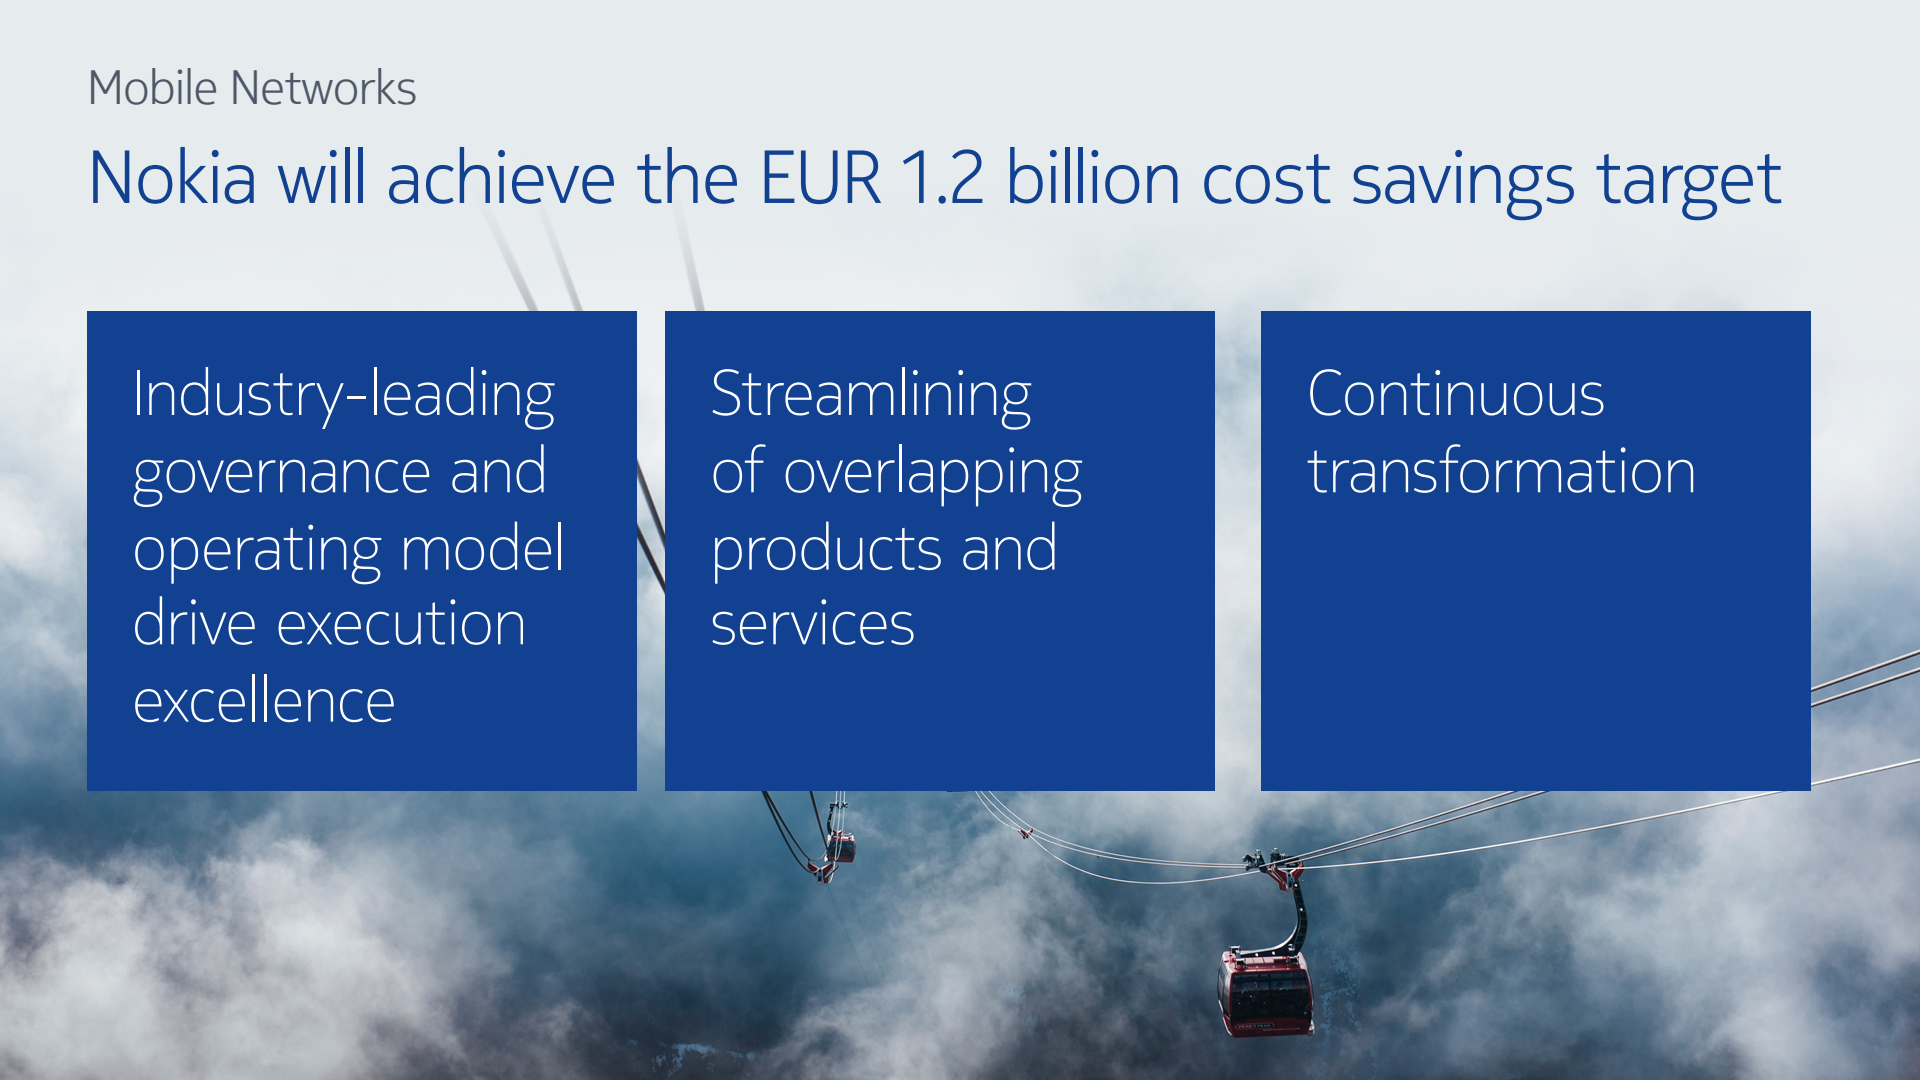 Mobile Networks
Nokia will achieve the EUR 1.2 billion cost savings target
Industry-leading
governance and
operating model
drive execution
excellence
Streamlining
of overlapping
products and
services
Continuous
transformation